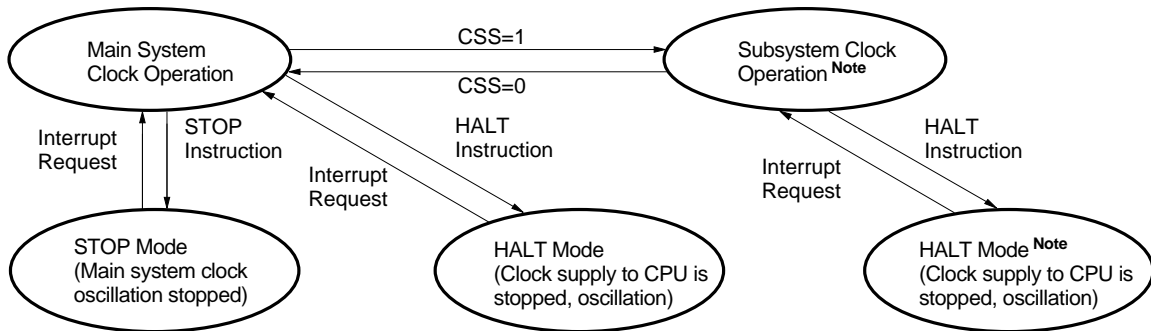 Main System
Clock Operation
CSS=1
CSS=0
Subsystem Clock
Operation Note
Interrupt
Request
STOP
Instruction
HALT
Instruction
Interrupt
Request
HALT
Instruction
Interrupt
Request
STOP Mode
(Main system clock
oscillation stopped)
HALT Mode
(Clock supply to CPU is
stopped, oscillation)
HALT Mode Note
(Clock supply to CPU is
stopped, oscillation)